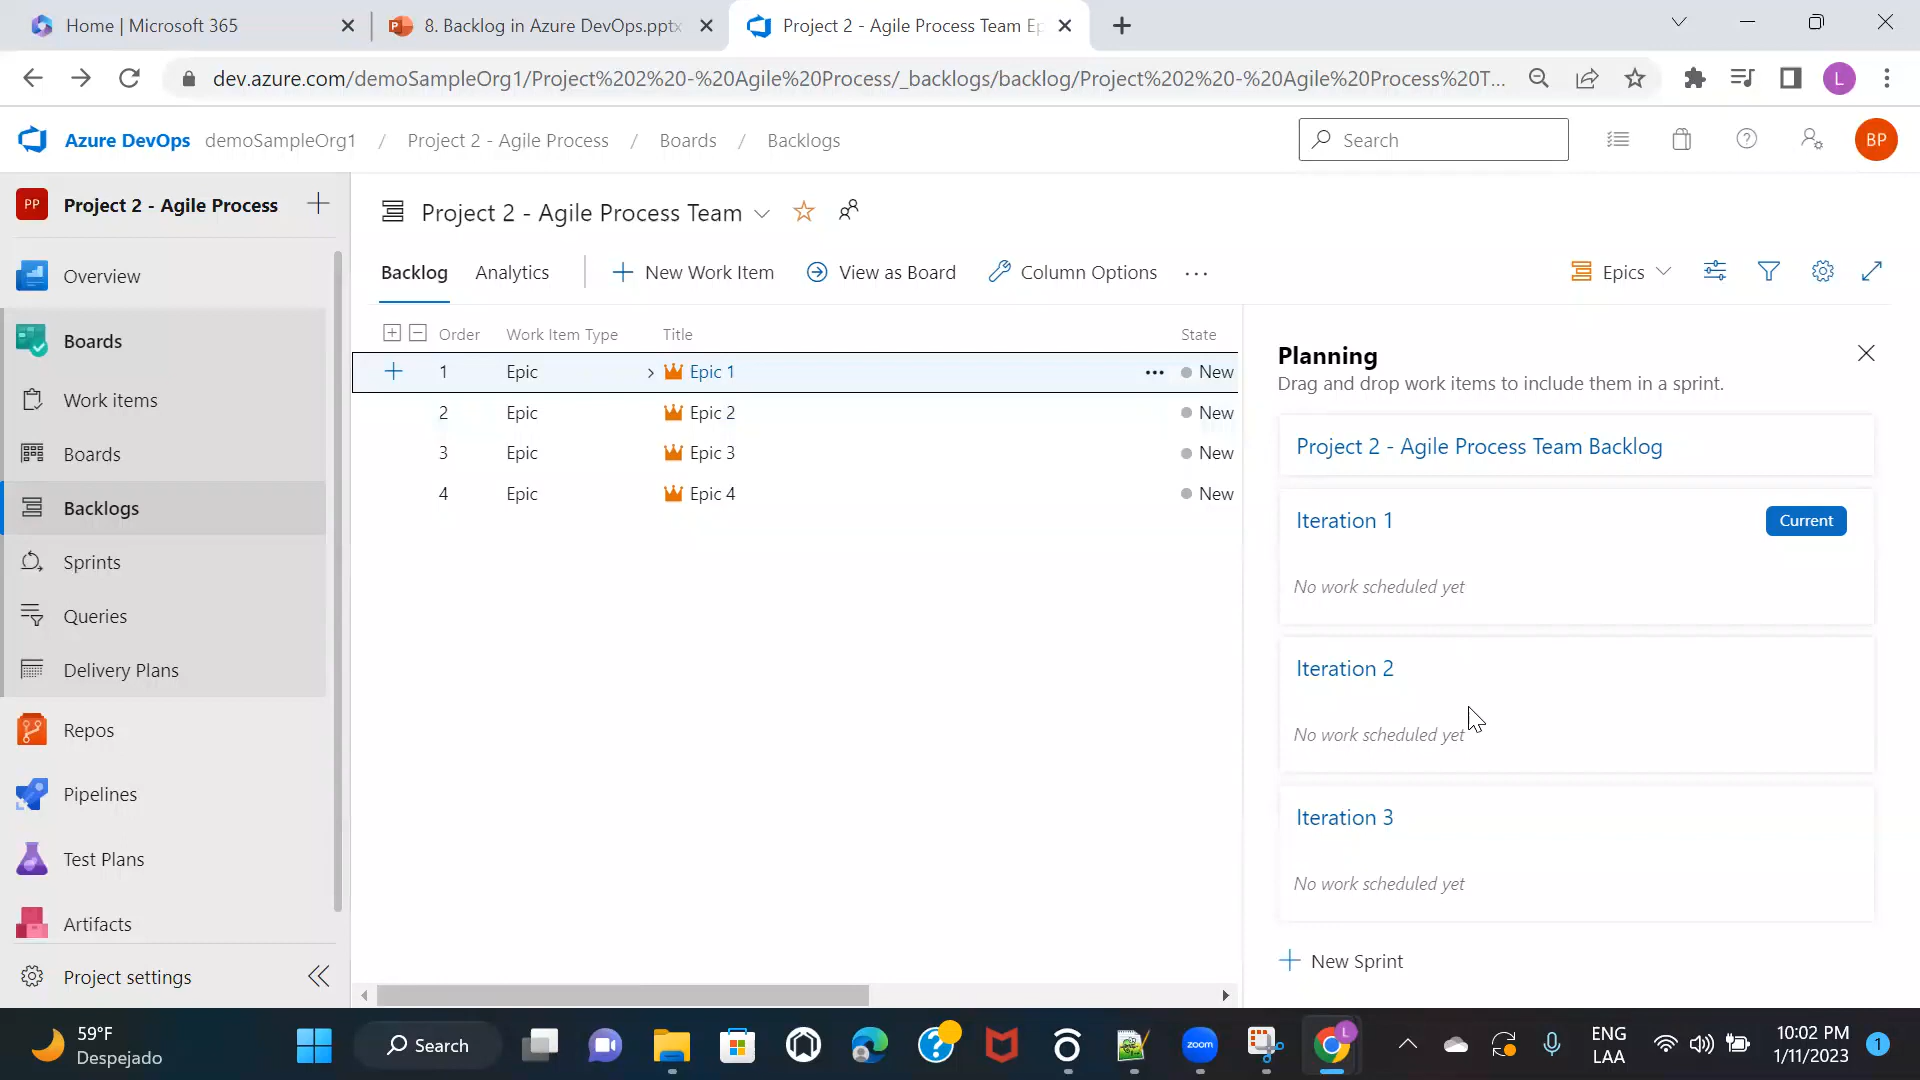 Home | Microsoft 365
8. Backlog in Azure DevOps.pptx
Project 2 - Agile Process Team Ep
dev.azure.com/demoSampleOrg1/Project%202%20-%20Agile%20Process/_backlogs/backlog/Project%202%20-%20Agile%20Process%20T...
L
Azure DevOps demoSampleOrg1 / Project 2 - Agile Process / Boards / Backlogs
Search
BP
PP Project 2 - Agile Process
Overview
Boards
Work items
Boards
Backlogs
Sprints
Queries
Delivery Plans
Repos
Pipelines
Test Plans
Artifacts
Project settings
Project 2 - Agile Process Team
Backlog Analytics New Work Item View as Board Column Options ...
Epics
Order Work Item Type Title State
1 Epic Epic 1 ... New
2 Epic Epic 2 New
3 Epic Epic 3 New
4 Epic Epic 4 New
Planning
Drag and drop work items to include them in a sprint.
Project 2 - Agile Process Team Backlog
Iteration 1 Current
No work scheduled yet
Iteration 2
No work scheduled yet
Iteration 3
No work scheduled yet
New Sprint
59°F
Despejado
Search
zoom
L
ENG
LAA
10:02 PM
1/11/2023
1